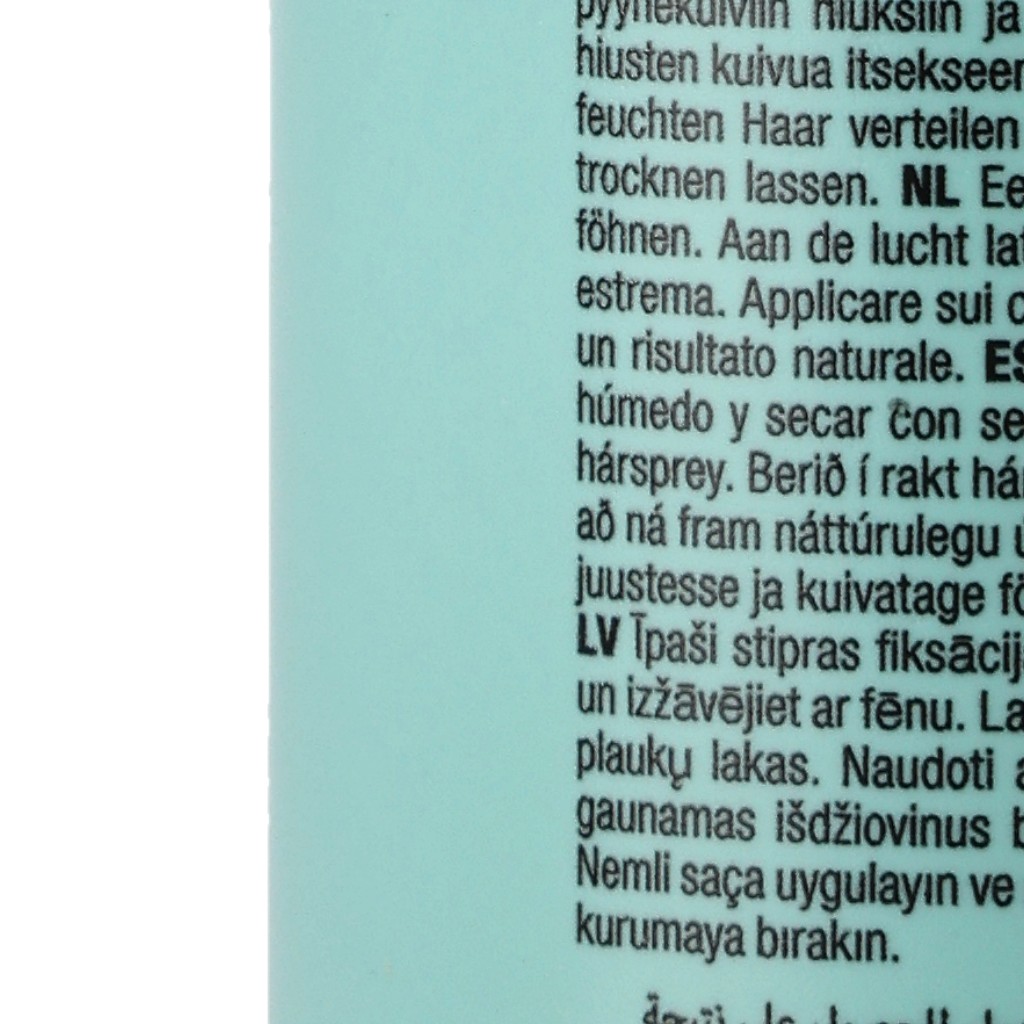 pyyhekuiviin hiuksiin ja
hiusten kuivua itsekseen
feuchten Haar verteilen
trocknen lassen. NL
föhnen. Aan de lucht
estrema. Applicare sui
un risultato naturale. ES
húmedo y secar con
hársprey. Berið í rakt
að ná fram náttúrulegu
juustesse ja kuivatage
LV Īpaši stipras
un izžāvējiet ar fēnu.
plaukų lakas. Naudoti
gaunamas išdžiovinus
Nemli saça uygulayın ve
kurumaya bırakın.